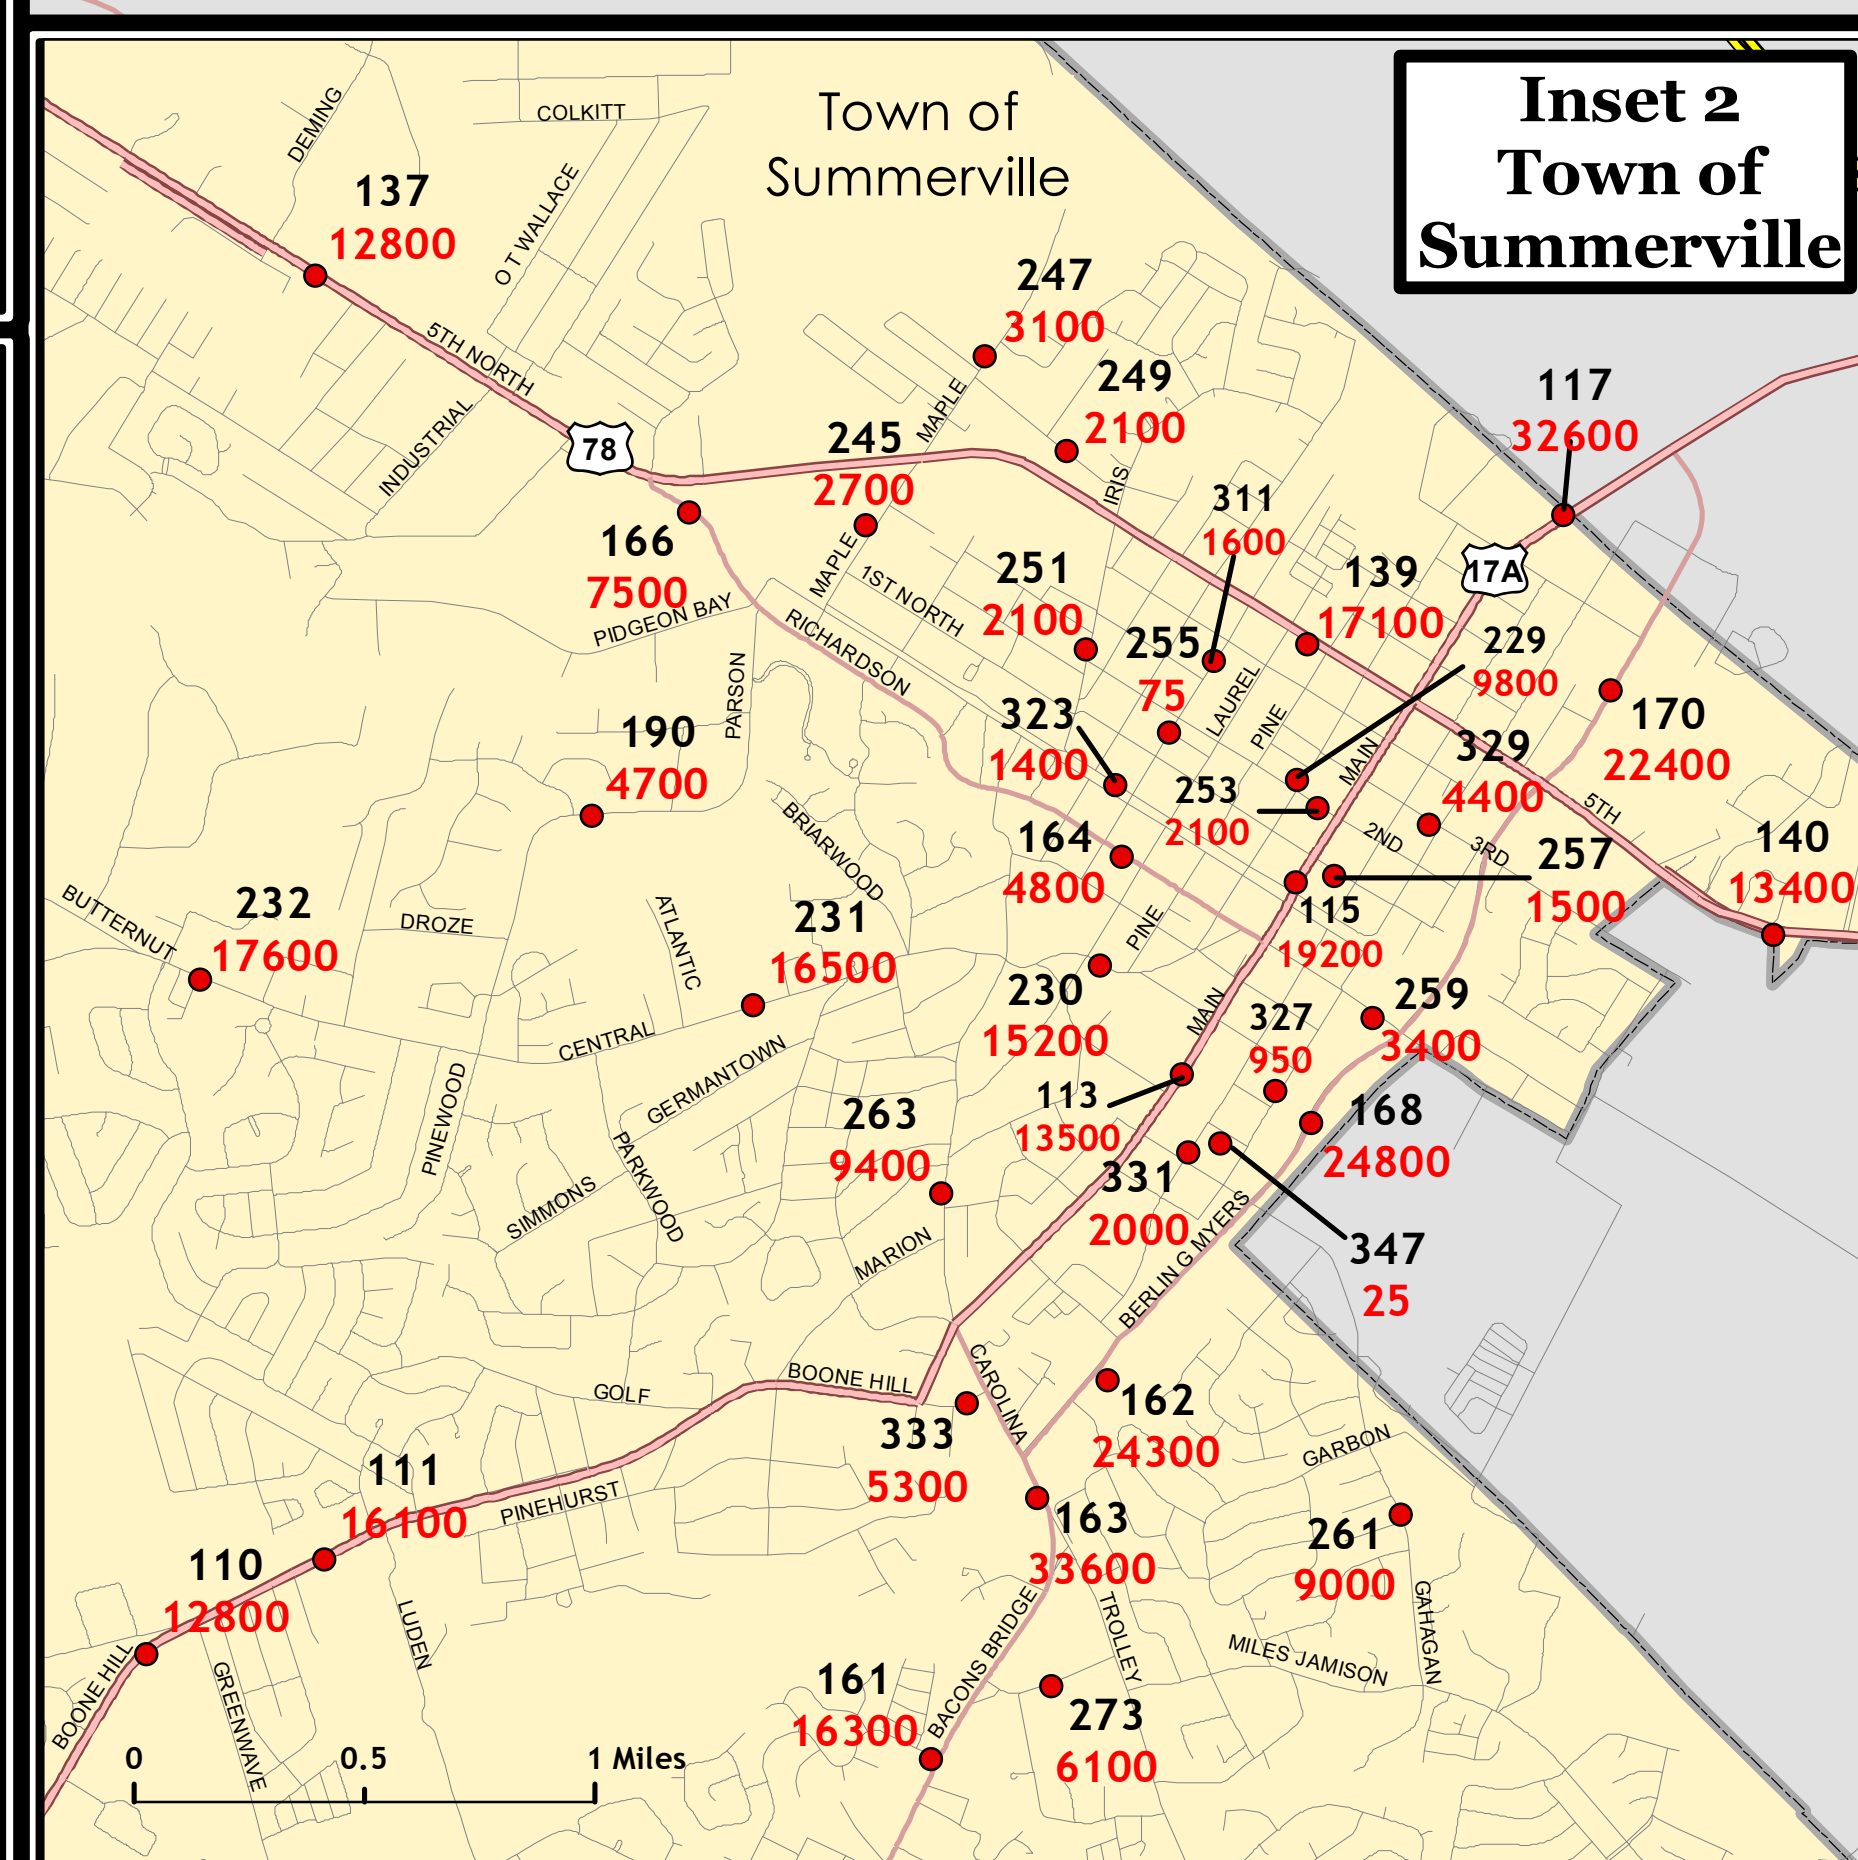 Inset 2
Town of
Summerville
Town of
Summerville
DEMING
COLKITT
O T WALLACE
137
12800
5TH NORTH
INDUSTRIAL
78
247
3100
MAPLE
249
2100
245
2700
MAPLE
IRIS
117
32600
17A
311
1600
166
7500
PIDGEON BAY
1ST NORTH
RICHARDSON
251
2100
255
75
139
17100
229
9800
LAUREL
PINE
MAIN
PARSON
190
4700
323
1400
253
2100
329
4400
170
22400
5TH
2ND
3RD
BRIARWOOD
164
4800
257
1500
140
13400
BUTTERNUT
232
17600
DROZE
ATLANTIC
231
16500
PINE
115
19200
230
15200
MAIN
327
950
259
3400
CENTRAL
GERMANTOWN
PINEWOOD
113
13500
263
9400
168
24800
331
2000
PARKWOOD
SIMMONS
MARION
BERLIN G MYERS
347
25
BOONE HILL
CAROLINA
GOLF
333
5300
162
24300
GARBON
111
16100
PINEHURST
163
33600
261
9000
110
12800
LUDEN
GREENWAVE
BOONE HILL
BACONS BRIDGE
TROLLEY
GAHAGAN
MILES JAMISON
161
16300
273
6100
0 0.5 1 Miles